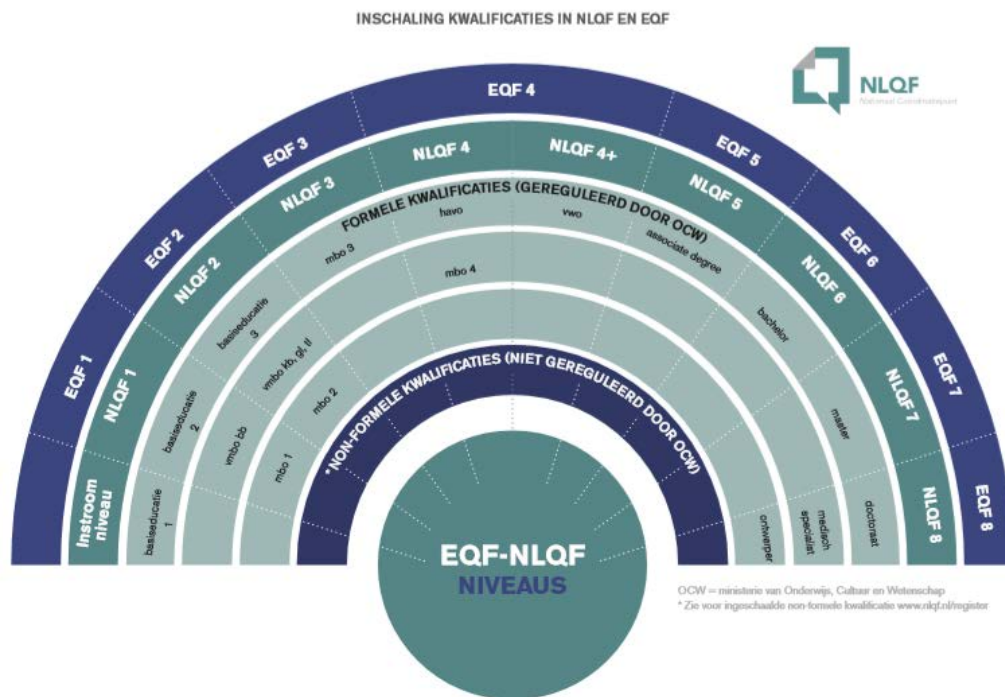 INSCHALING KWALIFICATIES IN NLQF EN EQF
NLQF
Nationaal Coördinatiepunt
EQF 1
EQF 2
EQF 3
EQF 4
EQF 5
EQF 6
EQF 7
EQF 8
Instroom
niveau
NLQF 1
NLQF 2
NLQF 3
NLQF 4
NLQF 4+
NLQF 5
NLQF 6
NLQF 7
NLQF 8
FORMELE KWALIFICATIES (GEREGULEERD DOOR OCW)
basiseducatie
1
basiseducatie
2
basiseducatie
3
mbo 3
havo
vwo
associate degree
bachelor
master
doctoraat
vmbo bb
vmbo kb, gl, tl
mbo 4
medisch
specialist
mbo 1
mbo 2
ontwerper
*NON-FORMELE KWALIFICATIES (NIET GEREGULEERD DOOR OCW)
EQF-NLQF
NIVEAUS
OCW = ministerie van Onderwijs, Cultuur en Wetenschap
* Zie voor ingeschaalde non-formele kwalificatie www.nlqf.nl/register